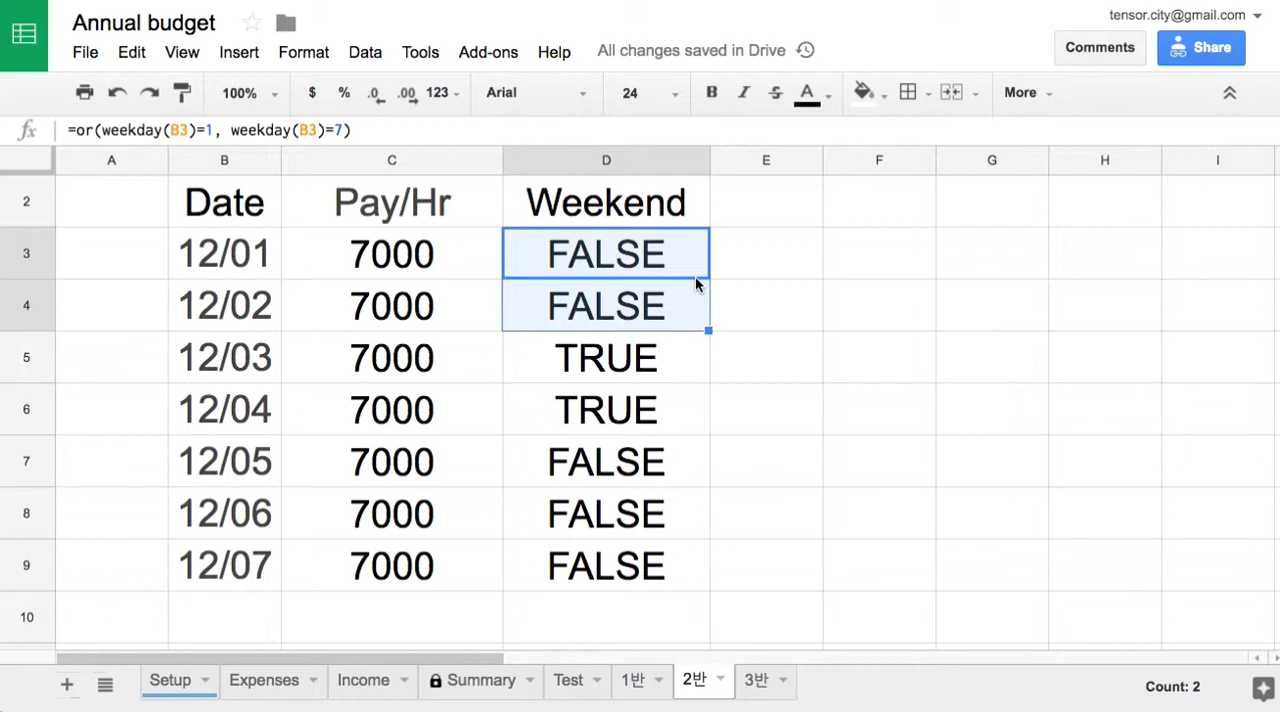 Annual budget
tensor.city@gmail.com
File Edit View Insert Format Data Tools Add-ons Help All changes saved in Drive
Comments Share
100% $ % .0 .00 123 Arial 24 B I S A More
fx =or(weekday(B3)=1, weekday(B3)=7)
A B C D E F G H I
2 Date Pay/Hr Weekend
3 12/01 7000 FALSE
4 12/02 7000 FALSE
5 12/03 7000 TRUE
6 12/04 7000 TRUE
7 12/05 7000 FALSE
8 12/06 7000 FALSE
9 12/07 7000 FALSE
10
Setup Expenses Income Summary Test 1반 2반 3반 Count: 2